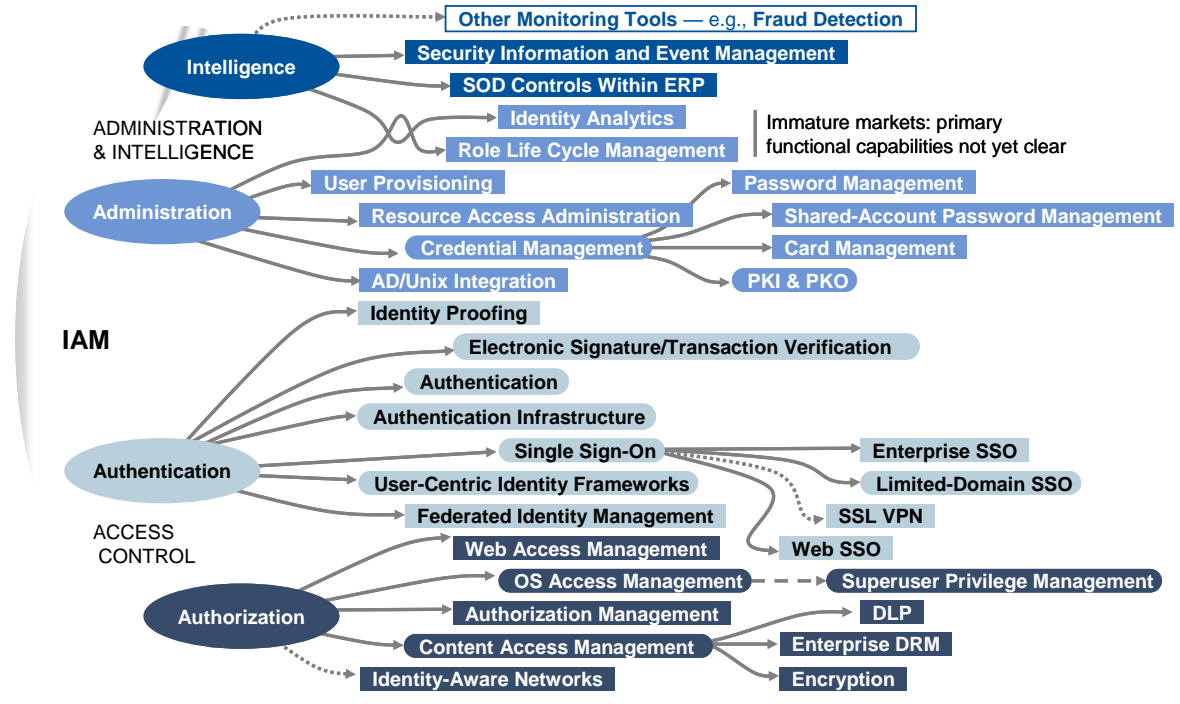 Other Monitoring Tools — e.g., Fraud Detection
Security Information and Event Management
Intelligence
SOD Controls Within ERP
Identity Analytics
ADMINISTRATION
& INTELLIGENCE
Immature markets: primary
functional capabilities not yet clear
Role Life Cycle Management
User Provisioning
Password Management
Administration
Resource Access Administration
Shared-Account Password Management
Credential Management
Card Management
AD/Unix Integration
PKI & PKO
Identity Proofing
IAM
Electronic Signature/Transaction Verification
Authentication
Authentication Infrastructure
Single Sign-On
Enterprise SSO
Authentication
User-Centric Identity Frameworks
Limited-Domain SSO
Federated Identity Management
SSL VPN
ACCESS
CONTROL
Web Access Management
Web SSO
OS Access Management
Superuser Privilege Management
Authorization
Authorization Management
DLP
Content Access Management
Enterprise DRM
Identity-Aware Networks
Encryption